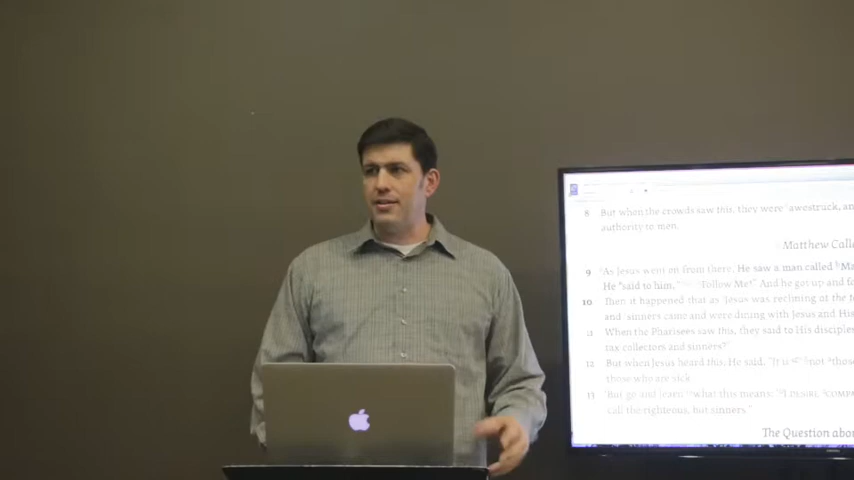 8 But when the crowds saw this, they were awestruck, an
authority to men.
Matthew Calle
9 As Jesus went on from there, He saw a man called Ma
He "said to him, "Follow Me!" And he got up and fo
10 Then it happened that as Jesus was reclining at the
and sinners came and were dining with Jesus and His
11 When the Pharisees saw this, they said to His disciple
tax collectors and sinners?"
12 But when Jesus heard this, He said, "It is not those
those who are sick.
13 But go and learn what this means: "I DESIRE COMP
call the righteous, but sinners."
The Question abou